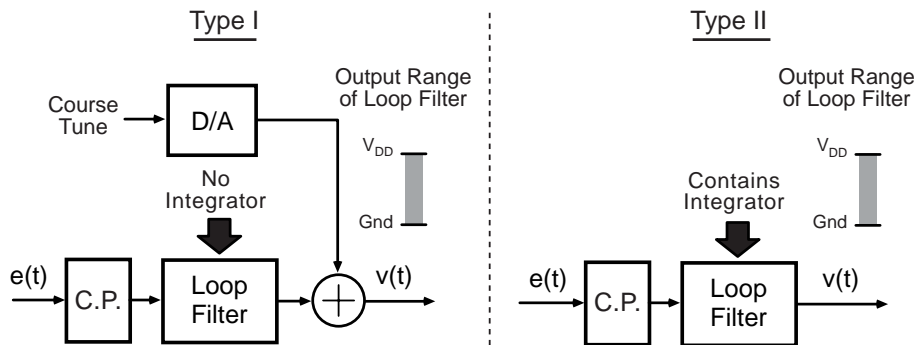 Type I
Type II
Output Range
of Loop Filter
Output Range
of Loop Filter
Course
Tune
D/A
No
Integrator
V_DD
Gnd
Contains
Integrator
V_DD
Gnd
e(t)
C.P.
Loop
Filter
v(t)
e(t)
C.P.
Loop
Filter
v(t)